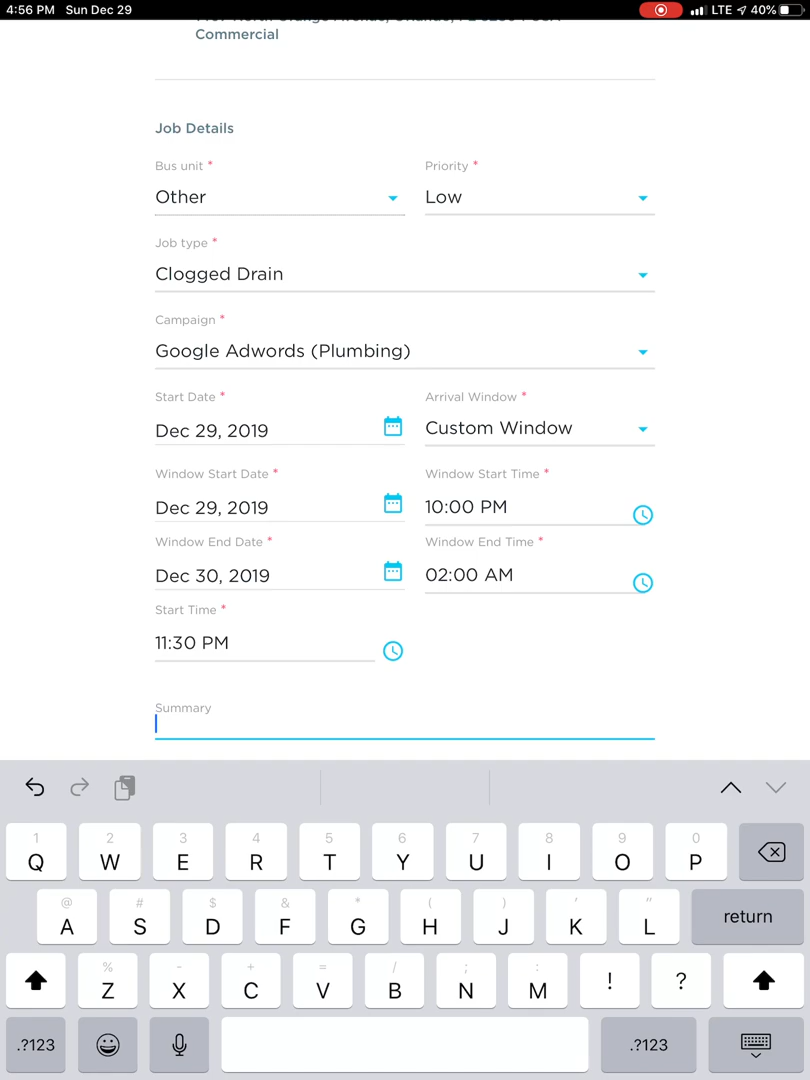 4:56 PM Sun Dec 29
LTE 40%
Commercial
Job Details
Bus unit * Priority *
Other Low
Job type *
Clogged Drain
Campaign *
Google Adwords (Plumbing)
Start Date * Arrival Window *
Dec 29, 2019 Custom Window
Window Start Date * Window Start Time *
Dec 29, 2019 10:00 PM
Window End Date * Window End Time *
Dec 30, 2019 02:00 AM
Start Time *
11:30 PM
Summary
1 2 3 4 5 6 7 8 9 0
Q W E R T Y U I O P
@ # $ & * ( ) ' "
A S D F G H J K L return
% - + = / ; :
Z X C V B N M ! ?
.?123 .?123